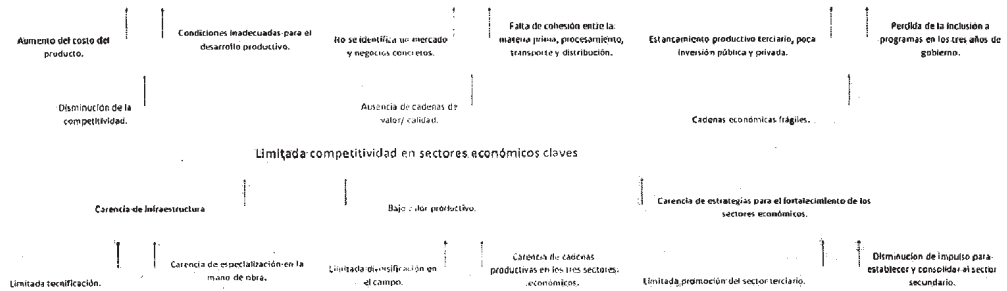 Aumento del costo del
producto.
Condiciones inadecuadas para el
desarrollo productivo.
No se identifica un mercado
y negocios concretos.
Falta de cohesión entre la
materia prima, procesamiento,
transporte y distribución.
Estancamiento productivo terciario, poca
inversión pública y privada.
Perdida de la inclusión a
programas en los tres años de
gobierno.
Disminución de la
competitividad.
Ausencia de cadenas de
valor/ calidad.
Cadenas económicas frágiles.
Limitada competitividad en sectores económicos claves
Carencia de infraestructura
Bajo valor productivo.
Carencia de estrategias para el fortalecimiento de los
sectores económicos.
Limitada tecnificación.
Carencia de especialización en la
mano de obra.
Limitada diversificación en
el campo.
Carencia de cadenas
productivas en los tres sectores
económicos.
Limitada promoción del sector terciario.
Disminución de impulso para
establecer y consolidar al sector
secundario.